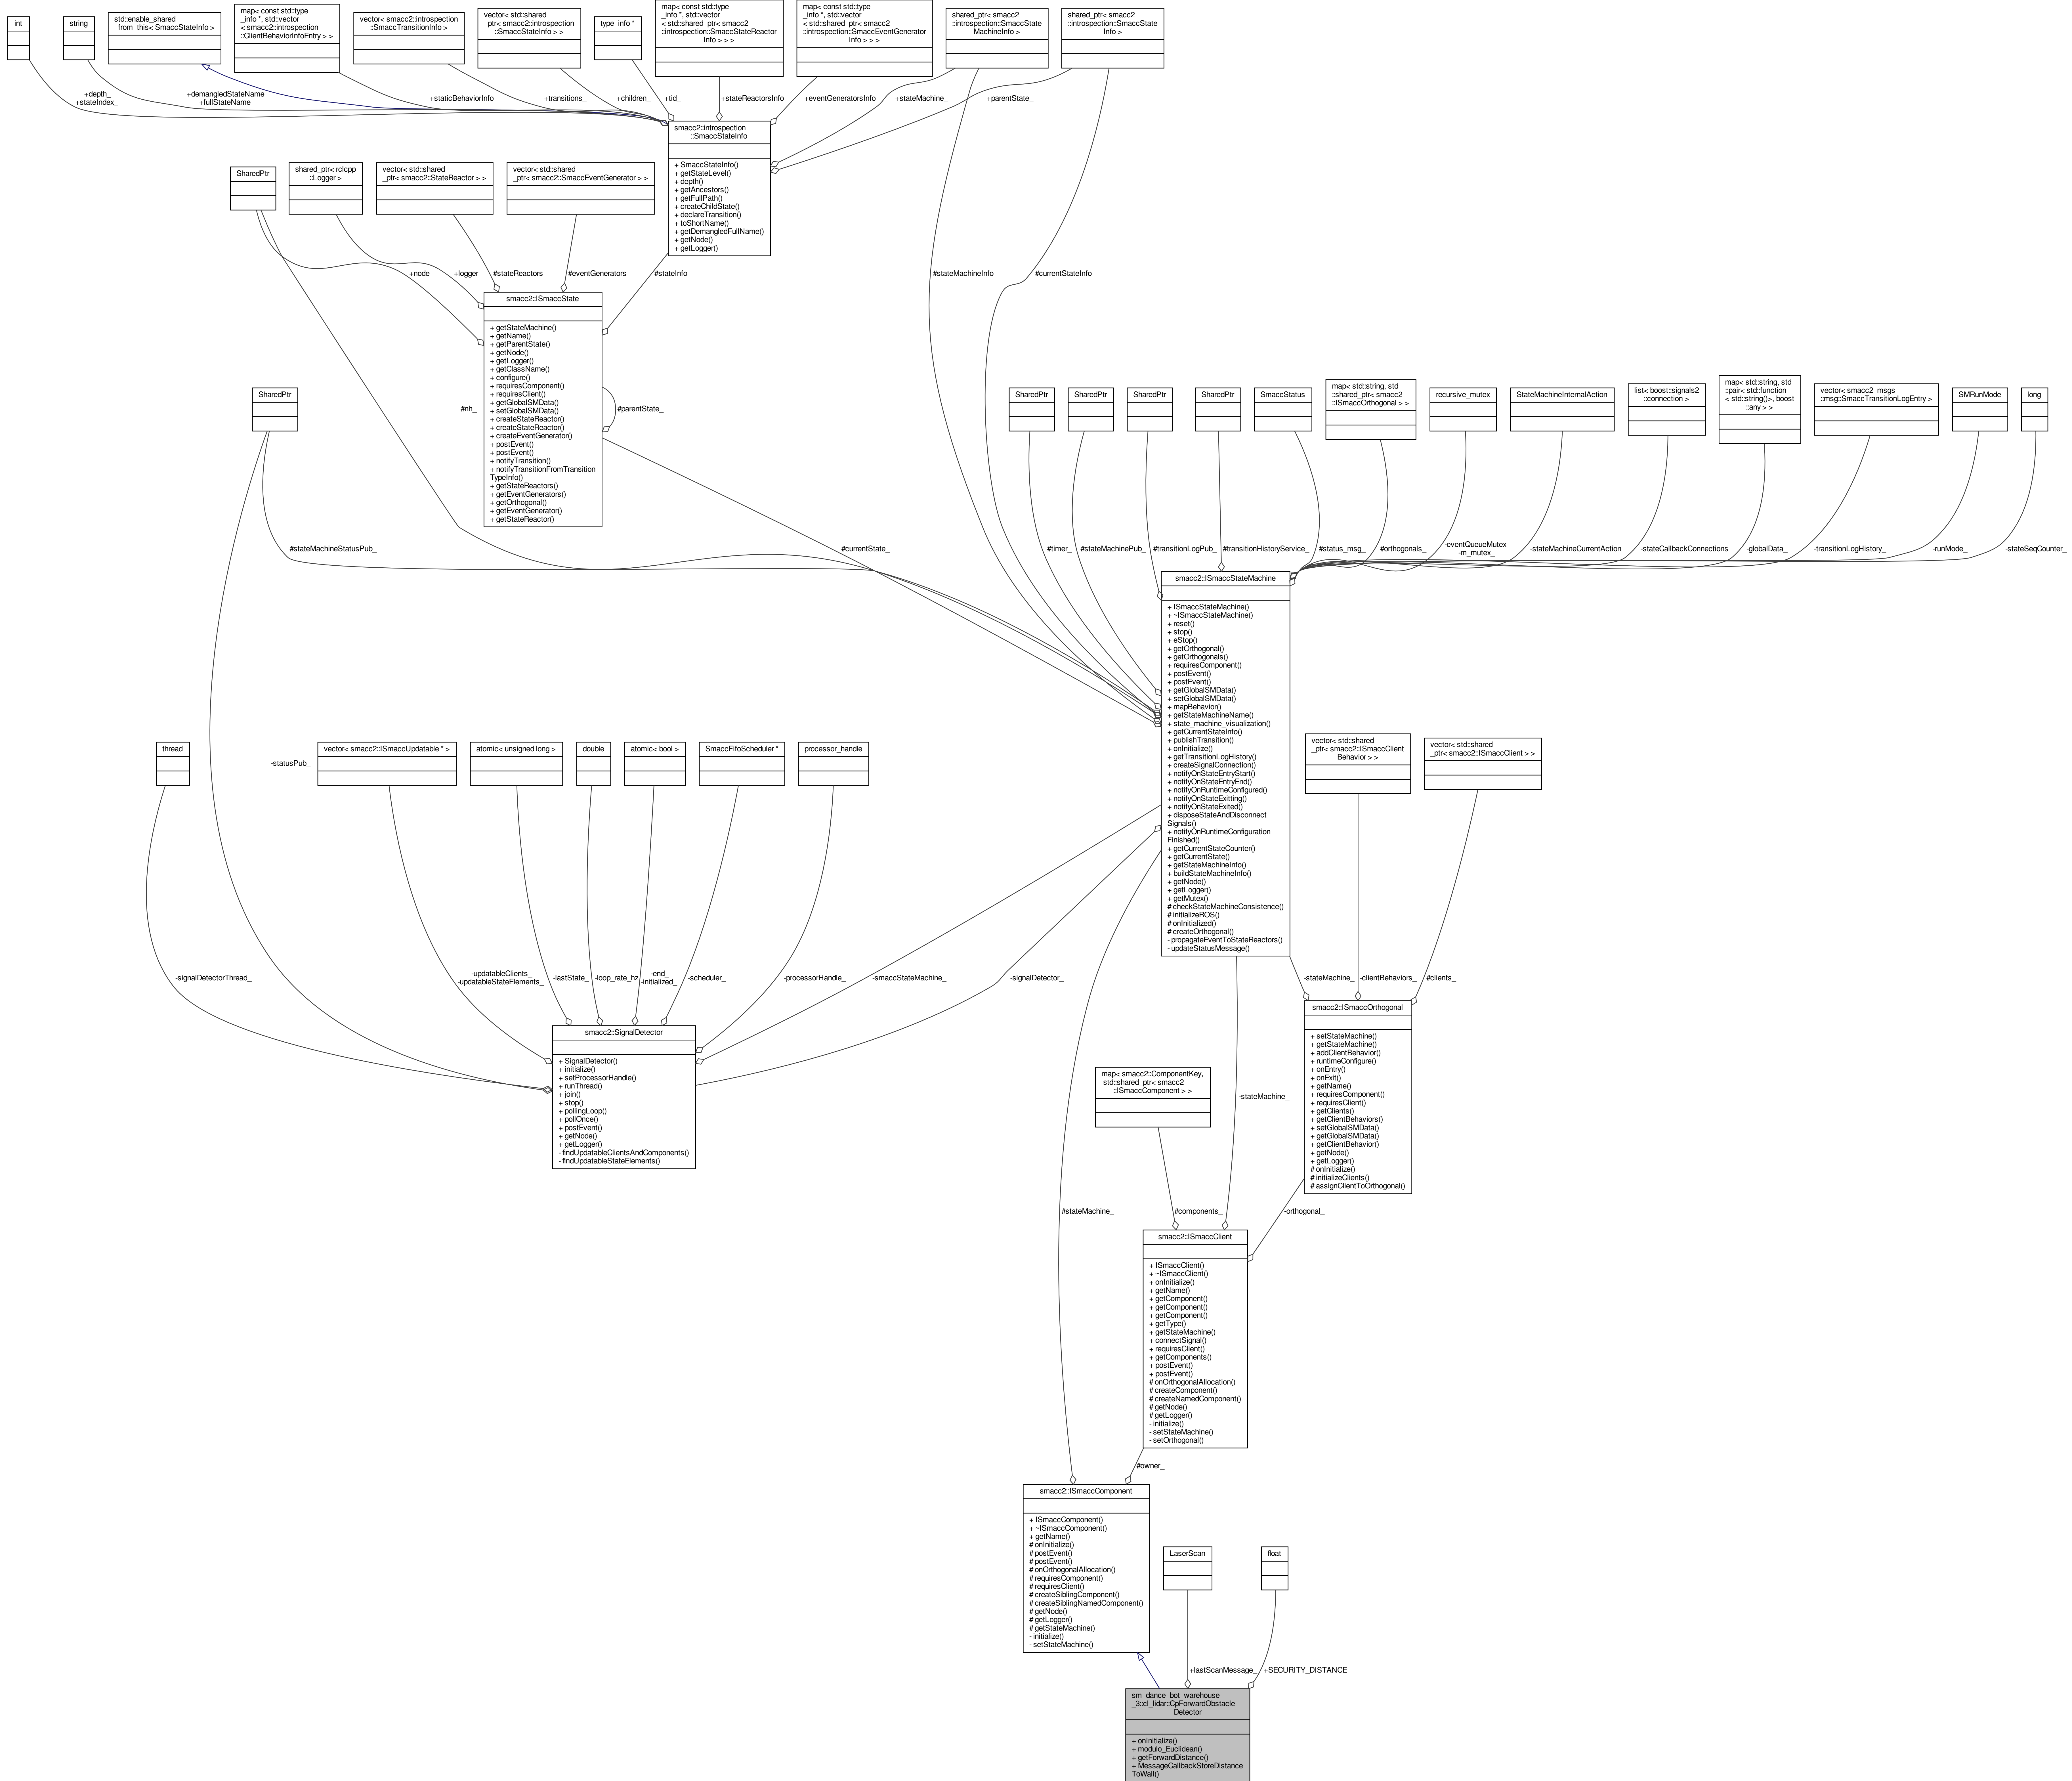 int
string
std::enable_shared
_from_this< SmaccStateInfo >
map< const std::type
_info *, std::vector
< smacc2::introspection
::ClientBehaviorInfoEntry > >
vector< smacc2::introspection
::SmaccTransitionInfo >
vector< std::shared
_ptr< smacc2::introspection
::SmaccStateInfo > >
type_info *
map< const std::type
_info *, std::vector
< std::shared_ptr< smacc2
::introspection::SmaccStateReactor
Info > > >
map< const std::type
_info *, std::vector
< std::shared_ptr< smacc2
::introspection::SmaccEventGenerator
Info > > >
shared_ptr< smacc2
::introspection::SmaccState
MachineInfo >
shared_ptr< smacc2
::introspection::SmaccState
Info >
+depth_
+stateIndex_
+demangledStateName
+fullStateName
+staticBehaviorInfo
+transitions_
+children_
+tid_
+stateReactorsInfo
+eventGeneratorsInfo
+stateMachine_
+parentState_
smacc2::introspection
::SmaccStateInfo
+ SmaccStateInfo()
+ getStateLevel()
+ depth()
+ getAncestors()
+ getFullPath()
+ createChildState()
+ declareTransition()
+ toShortName()
+ getDemangledFullName()
+ getNode()
+ getLogger()
SharedPtr
shared_ptr< rclcpp
::Logger >
vector< std::shared
_ptr< smacc2::StateReactor > >
vector< std::shared
_ptr< smacc2::SmaccEventGenerator > >
+node_
+logger_
#stateReactors_
#eventGenerators_
#stateInfo_
#stateMachineInfo_
#currentStateInfo_
smacc2::ISmaccState
+ getStateMachine()
+ getName()
+ getParentState()
+ getNode()
+ getLogger()
+ getClassName()
+ configure()
+ requiresComponent()
+ requiresClient()
+ getGlobalSMData()
+ setGlobalSMData()
+ createStateReactor()
+ createStateReactor()
+ createEventGenerator()
+ postEvent()
+ postEvent()
+ notifyTransition()
+ notifyTransitionFromTransition
TypeInfo()
+ getStateReactors()
+ getEventGenerators()
+ getOrthogonal()
+ getEventGenerator()
+ getStateReactor()
#parentState_
#nh_
SharedPtr
SharedPtr
SharedPtr
SharedPtr
SharedPtr
SmaccStatus
map< std::string, std
::shared_ptr< smacc2
::ISmaccOrthogonal > >
recursive_mutex
StateMachineInternalAction
list< boost::signals2
::connection >
map< std::string, std
::pair< std::function
< std::string()>, boost
::any > >
vector< smacc2_msgs
::msg::SmaccTransitionLogEntry >
SMRunMode
long
#stateMachineStatusPub_
#currentState_
#timer_
#stateMachinePub_
#transitionLogPub_
#transitionHistoryService_
#status_msg_
#orthogonals_
-eventQueueMutex_
-m_mutex_
-stateMachineCurrentAction
-stateCallbackConnections
-globalData_
-transitionLogHistory_
-runMode_
-stateSeqCounter_
smacc2::ISmaccStateMachine
+ ISmaccStateMachine()
+ ~ISmaccStateMachine()
+ reset()
+ stop()
+ eStop()
+ getOrthogonal()
+ getOrthogonals()
+ requiresComponent()
+ postEvent()
+ postEvent()
+ getGlobalSMData()
+ setGlobalSMData()
+ mapBehavior()
+ getStateMachineName()
+ state_machine_visualization()
+ getCurrentStateInfo()
+ publishTransition()
+ onInitialize()
+ getTransitionLogHistory()
+ createSignalConnection()
+ notifyOnStateEntryStart()
+ notifyOnStateEntryEnd()
+ notifyOnRuntimeConfigured()
+ notifyOnStateExitting()
+ notifyOnStateExited()
+ disposeStateAndDisconnect
Signals()
+ notifyOnRuntimeConfiguration
Finished()
+ getCurrentStateCounter()
+ getCurrentState()
+ getStateMachineInfo()
+ buildStateMachineInfo()
+ getNode()
+ getLogger()
+ getMutex()
# checkStateMachineConsistence()
# initializeROS()
# onInitialized()
# createOrthogonal()
- propagateEventToStateReactors()
- updateStatusMessage()
thread
-statusPub_
vector< smacc2::ISmaccUpdatable * >
atomic< unsigned long >
double
atomic< bool >
SmaccFifoScheduler *
processor_handle
vector< std::shared
_ptr< smacc2::ISmaccClient
Behavior > >
vector< std::shared
_ptr< smacc2::ISmaccClient > >
-signalDetectorThread_
-updatableClients_
-updatableStateElements_
-lastState_
-loop_rate_hz
-end_
-initialized_
-scheduler_
-processorHandle_
-smaccStateMachine_
-signalDetector_
-stateMachine_
-clientBehaviors_
#clients_
smacc2::SignalDetector
+ SignalDetector()
+ initialize()
+ setProcessorHandle()
+ runThread()
+ join()
+ stop()
+ pollingLoop()
+ pollOnce()
+ postEvent()
+ getNode()
+ getLogger()
- findUpdatableClientsAndComponents()
- findUpdatableStateElements()
smacc2::ISmaccOrthogonal
+ setStateMachine()
+ getStateMachine()
+ addClientBehavior()
+ runtimeConfigure()
+ onEntry()
+ onExit()
+ getName()
+ requiresComponent()
+ requiresClient()
+ getClients()
+ getClientBehaviors()
+ setGlobalSMData()
+ getGlobalSMData()
+ getClientBehavior()
+ getNode()
+ getLogger()
# onInitialize()
# initializeClients()
# assignClientToOrthogonal()
map< smacc2::ComponentKey,
std::shared_ptr< smacc2
::ISmaccComponent > >
-stateMachine_
#stateMachine_
#components_
-orthogonal_
smacc2::ISmaccClient
+ ISmaccClient()
+ ~ISmaccClient()
+ onInitialize()
+ getName()
+ getComponent()
+ getComponent()
+ getComponent()
+ getType()
+ getStateMachine()
+ connectSignal()
+ requiresClient()
+ getComponents()
+ postEvent()
+ postEvent()
# onOrthogonalAllocation()
# createComponent()
# createNamedComponent()
# getNode()
# getLogger()
- initialize()
- setStateMachine()
- setOrthogonal()
#owner_
smacc2::ISmaccComponent
+ ISmaccComponent()
+ ~ISmaccComponent()
+ getName()
# onInitialize()
# postEvent()
# postEvent()
# onOrthogonalAllocation()
# requiresComponent()
# requiresClient()
# createSiblingComponent()
# createSiblingNamedComponent()
# getNode()
# getLogger()
# getStateMachine()
- initialize()
- setStateMachine()
LaserScan
float
+lastScanMessage_
+SECURITY_DISTANCE
sm_dance_bot_warehouse
_3::cl_lidar::CpForwardObstacle
Detector
+ onInitialize()
+ modulo_Euclidean()
+ getForwardDistance()
+ MessageCallbackStoreDistance
ToWall()